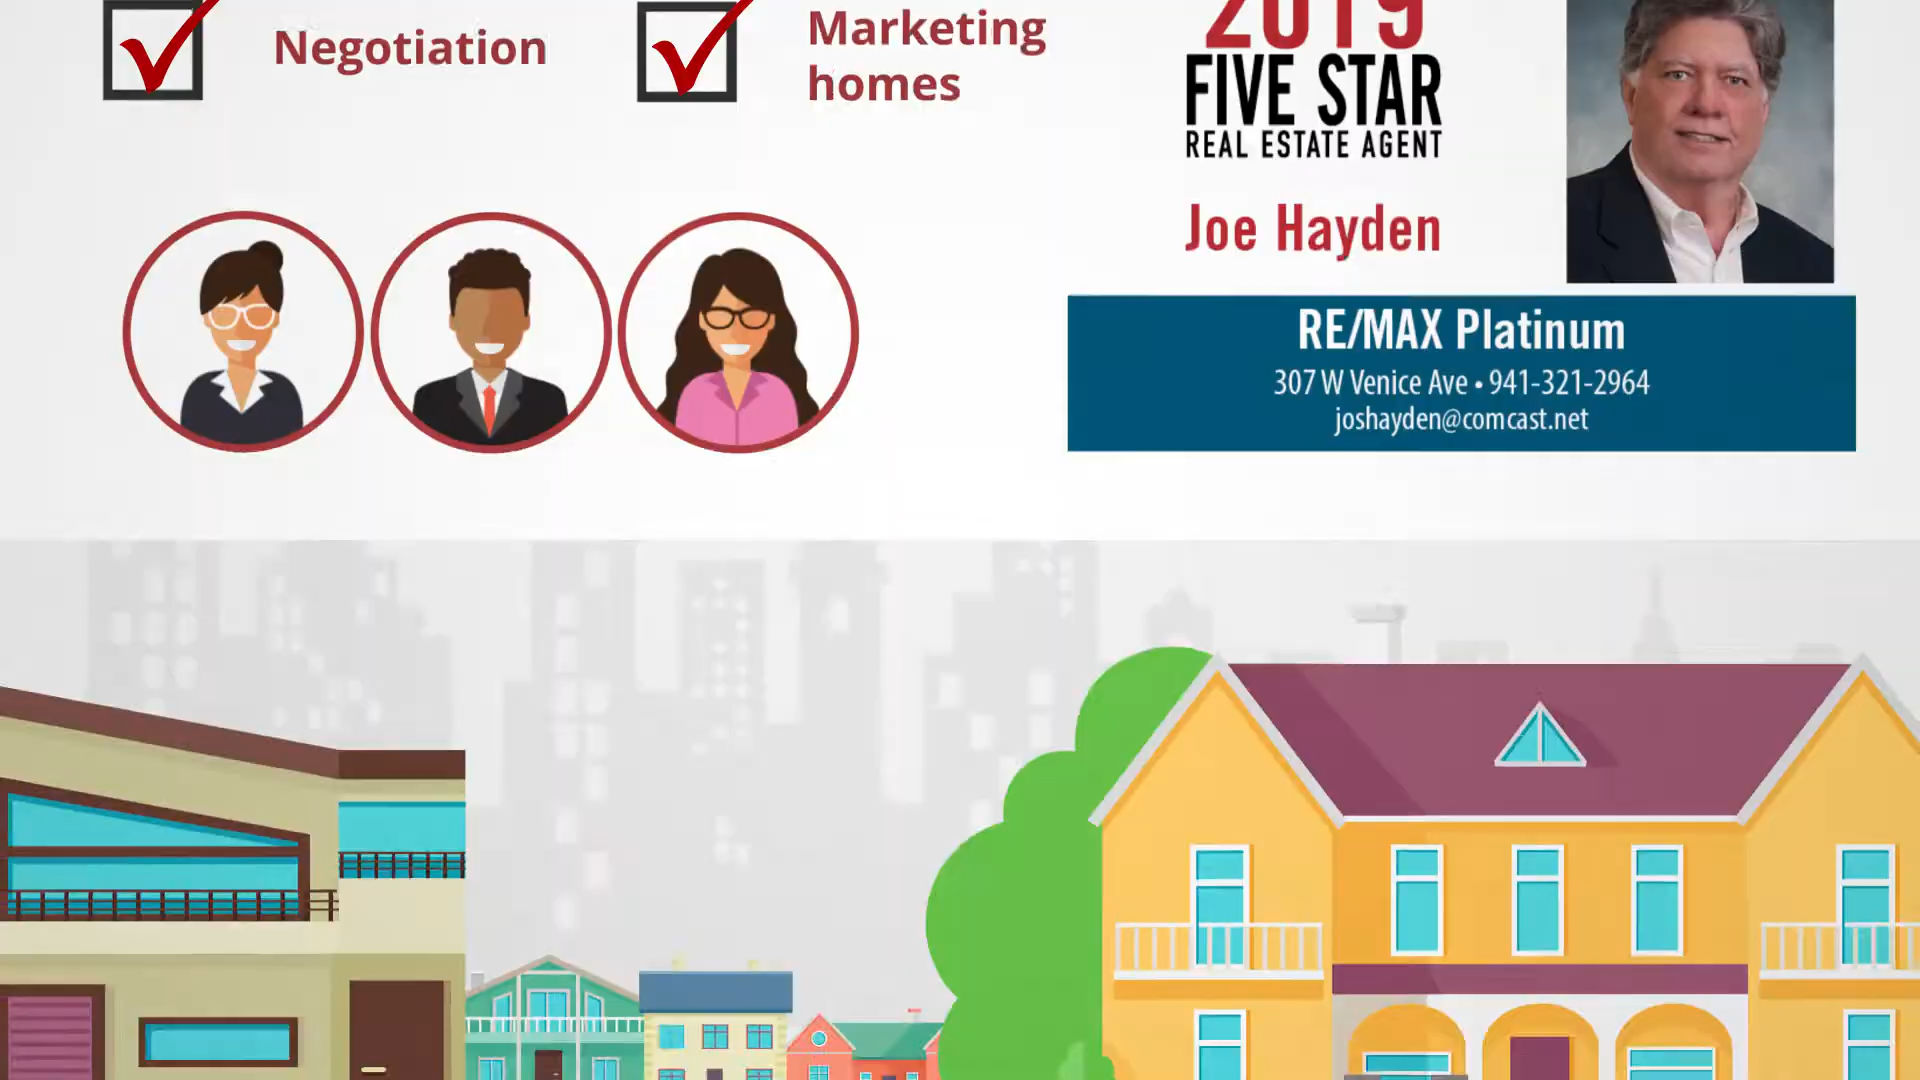 Negotiation
Marketing
homes
2019
FIVE STAR
REAL ESTATE AGENT
Joe Hayden
RE/MAX Platinum
307 W Venice Ave • 941-321-2964
joshayden@comcast.net